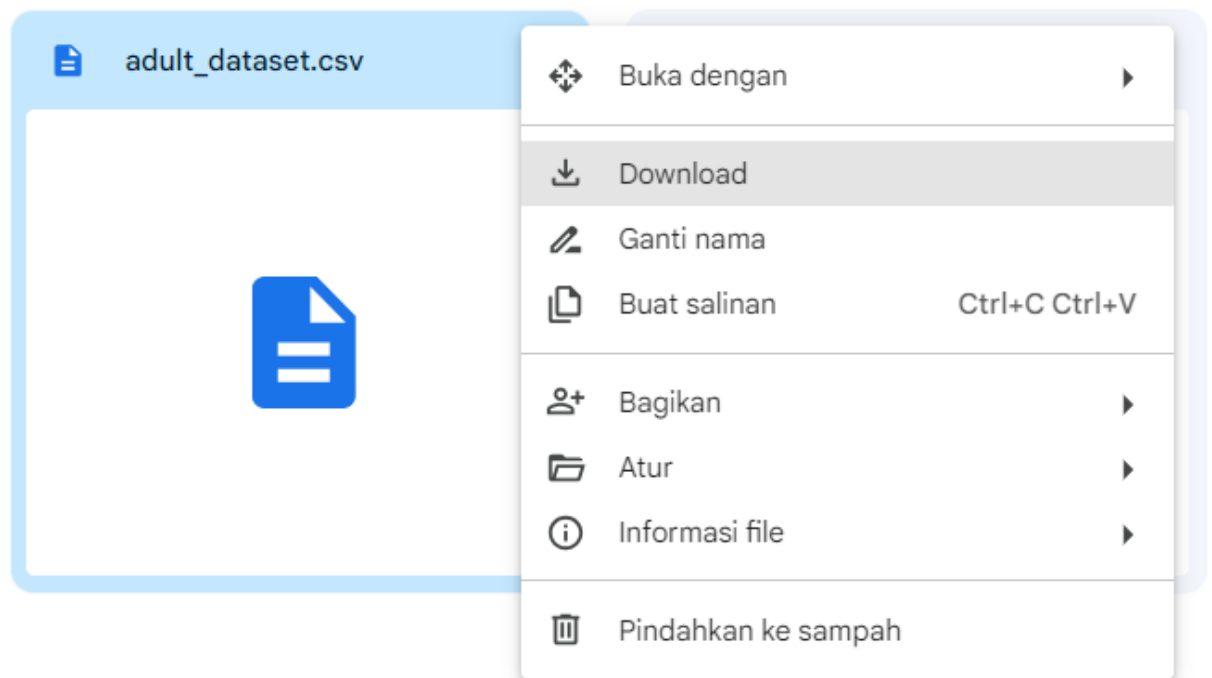 adult_dataset.csv
Buka dengan
Download
Ganti nama
Buat salinan Ctrl+C Ctrl+V
Bagikan
Atur
Informasi file
Pindahkan ke sampah